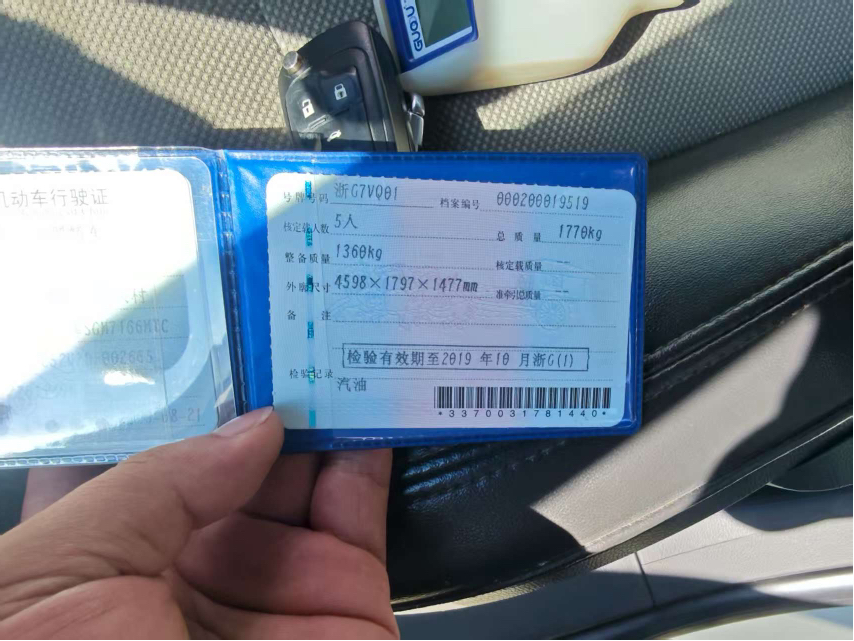 GUOU
机动车行驶证
号牌号码 浙G7VQ01 档案编号 000200019519
核定载人数 5人 总质量 1770kg
整备质量 1360kg 核定载质量 --
外廓尺寸 4598×1797×1477mm 准牵引总质量 --
备注
检验有效期至2019年10月浙G(1)
检验记录
汽油
*3370031781440*